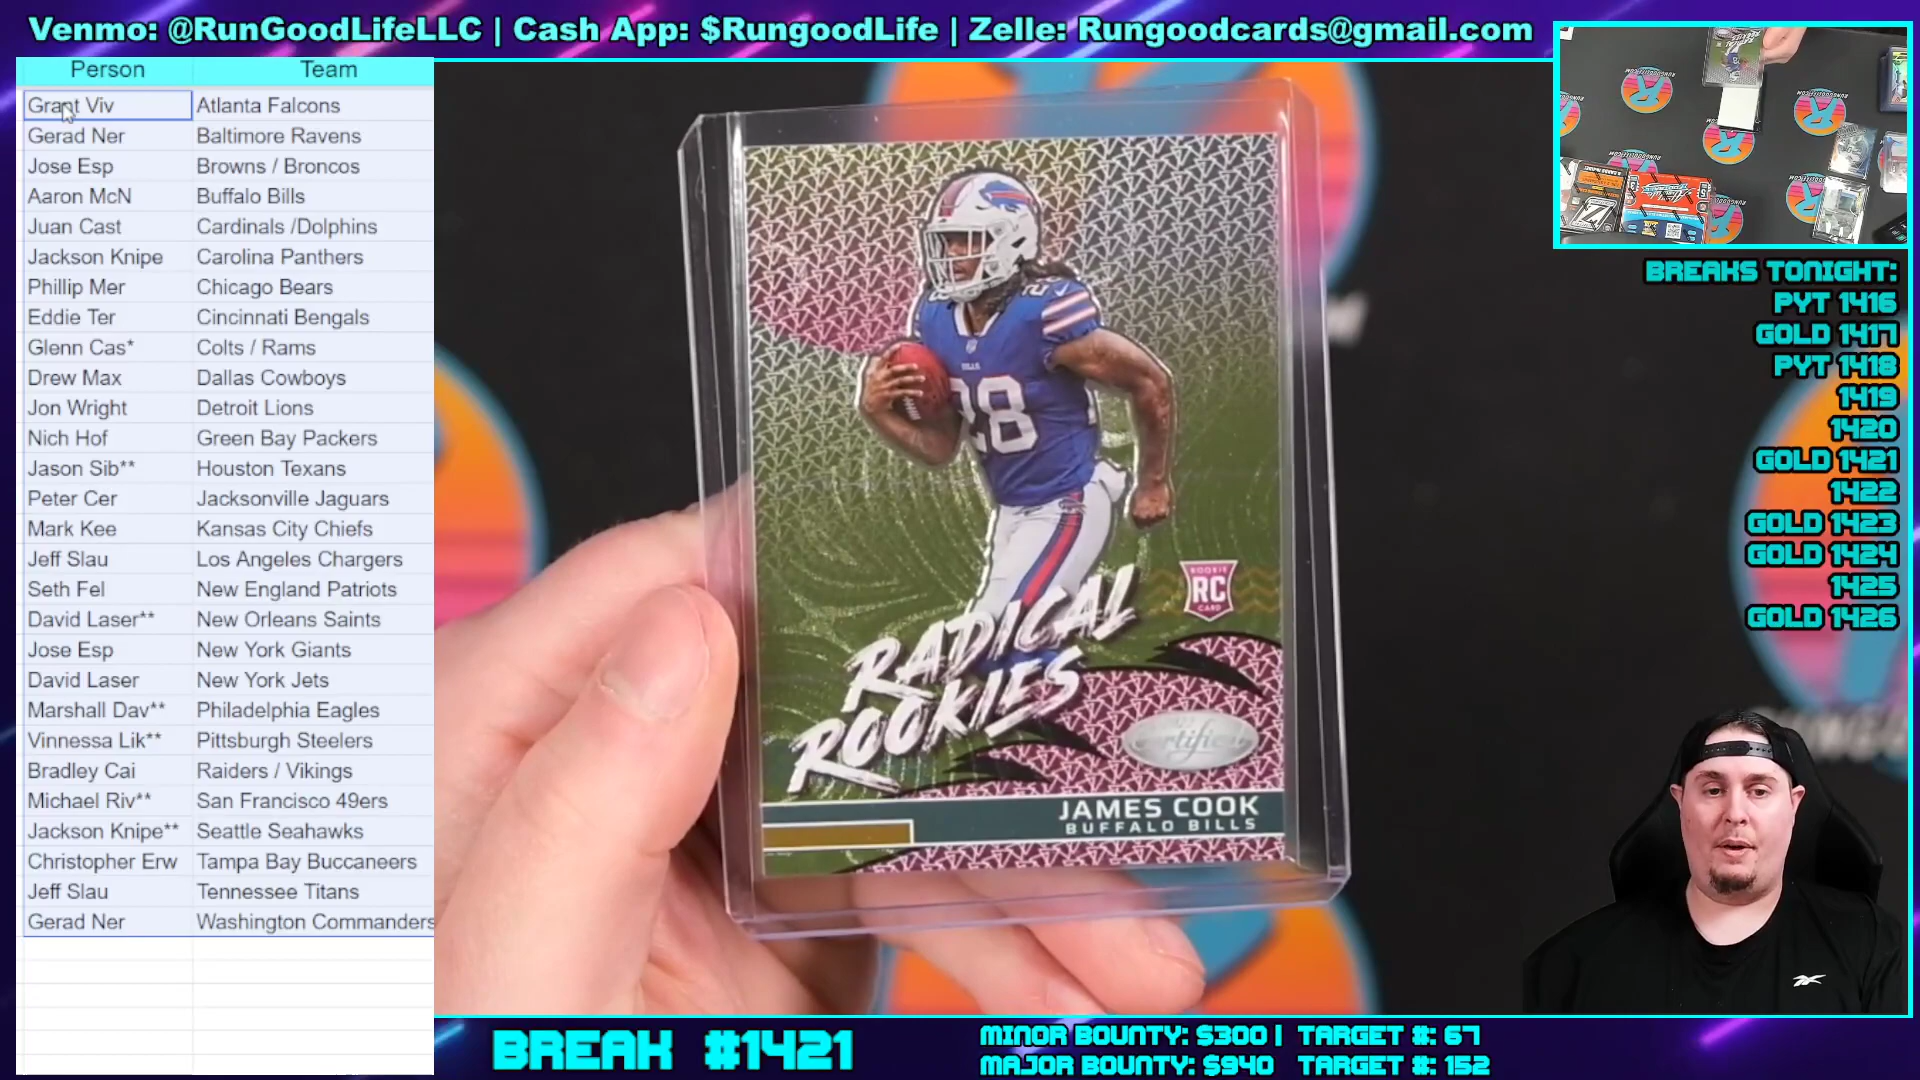 Venmo: @RunGoodLifeLLC | Cash App: $RungoodLife | Zelle: Rungoodcards@gmail.com
Person Team
Grant Viv Atlanta Falcons
Gerad Ner Baltimore Ravens
Jose Esp Browns / Broncos
Aaron McN Buffalo Bills
Juan Cast Cardinals /Dolphins
Jackson Knipe Carolina Panthers
Phillip Mer Chicago Bears
Eddie Ter Cincinnati Bengals
Glenn Cas* Colts / Rams
Drew Max Dallas Cowboys
Jon Wright Detroit Lions
Nich Hof Green Bay Packers
Jason Sib** Houston Texans
Peter Cer Jacksonville Jaguars
Mark Kee Kansas City Chiefs
Jeff Slau Los Angeles Chargers
Seth Fel New England Patriots
David Laser** New Orleans Saints
Jose Esp New York Giants
David Laser New York Jets
Marshall Dav** Philadelphia Eagles
Vinnessa Lik** Pittsburgh Steelers
Bradley Cai Raiders / Vikings
Michael Riv** San Francisco 49ers
Jackson Knipe** Seattle Seahawks
Christopher Erw Tampa Bay Buccaneers
Jeff Slau Tennessee Titans
Gerad Ner Washington Commanders
28
BILLS
28
ROOKIE
RC
CARD
RADICAL
ROOKIES
Certified
JAMES COOK
BUFFALO BILLS
BREAKS TONIGHT:
PYT 1416
GOLD 1417
PYT 1418
1419
1420
GOLD 1421
1422
GOLD 1423
GOLD 1424
1425
GOLD 1426
BREAK #1421
MINOR BOUNTY: $300 | TARGET #: 67
MAJOR BOUNTY: $940 TARGET #: 152